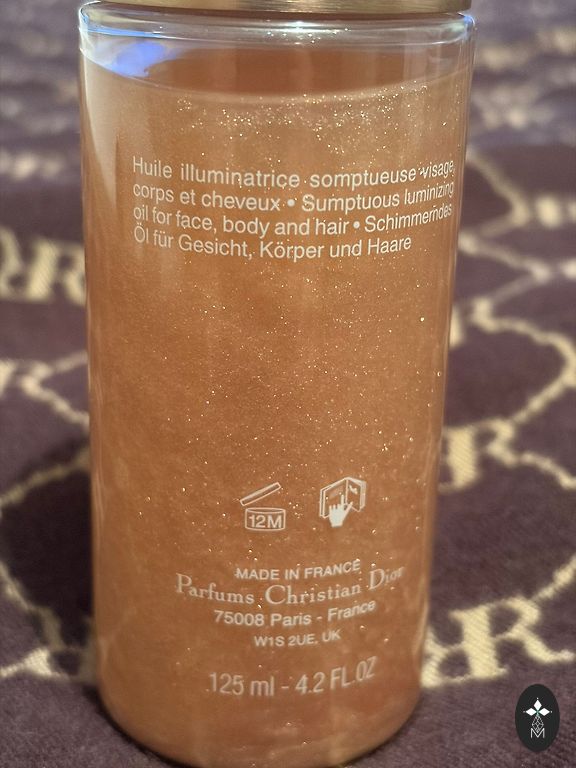 Huile illuminatrice somptueuse visage,
corps et cheveux • Sumptuous luminizing
oil for face, body and hair • Schimmerndes
Öl für Gesicht, Körper und Haare
12M
MADE IN FRANCE
Parfums Christian Dior
75008 Paris - France
W1S 2UE, UK
125 ml - 4.2 FL.OZ
M